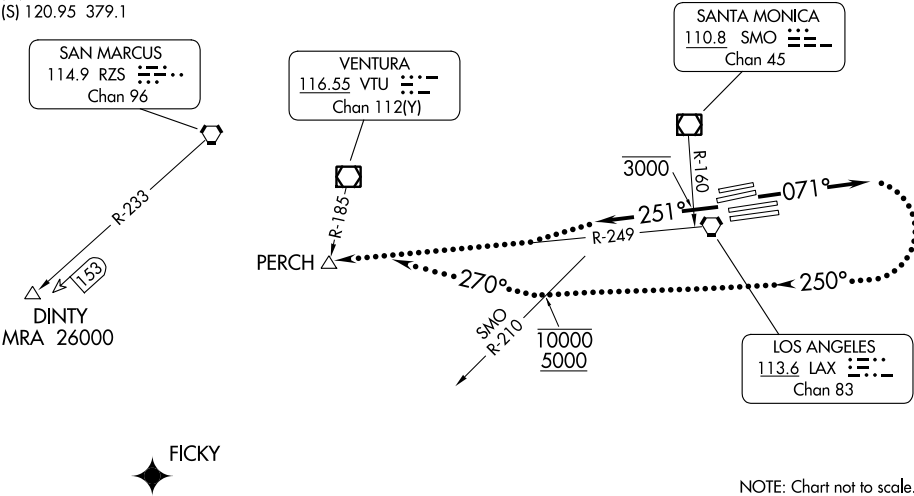 (S) 120.95 379.1
SANTA MONICA
110.8 SMO
Chan 45
SAN MARCUS
114.9 RZS
Chan 96
VENTURA
116.55 VTU
Chan 112(Y)
3000
R-160
071°
R-233
R-185
251°
R-249
PERCH
153
270°
250°
DINTY
MRA 26000
SMO
R-210
10000
5000
LOS ANGELES
113.6 LAX
Chan 83
FICKY
NOTE: Chart not to scale.